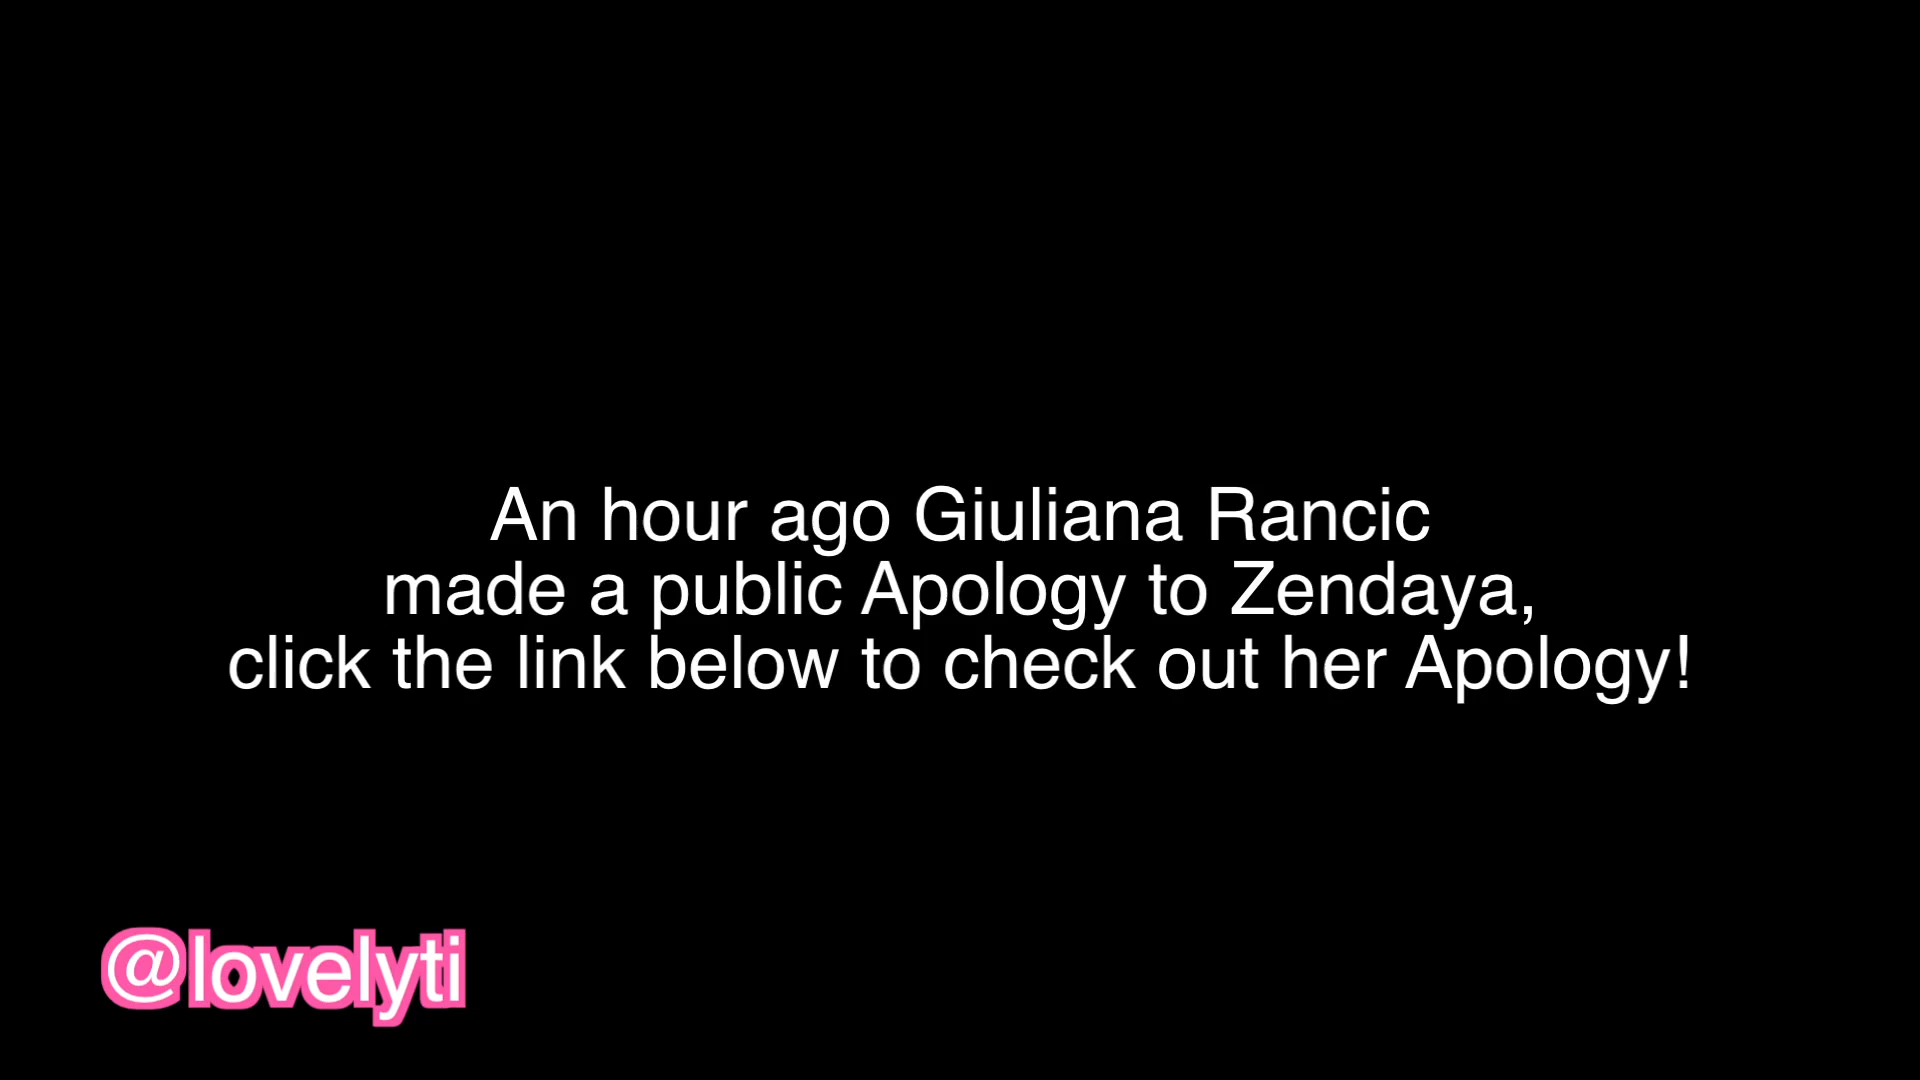 An hour ago Giuliana Rancic
made a public Apology to Zendaya,
click the link below to check out her Apology!
@lovelyti